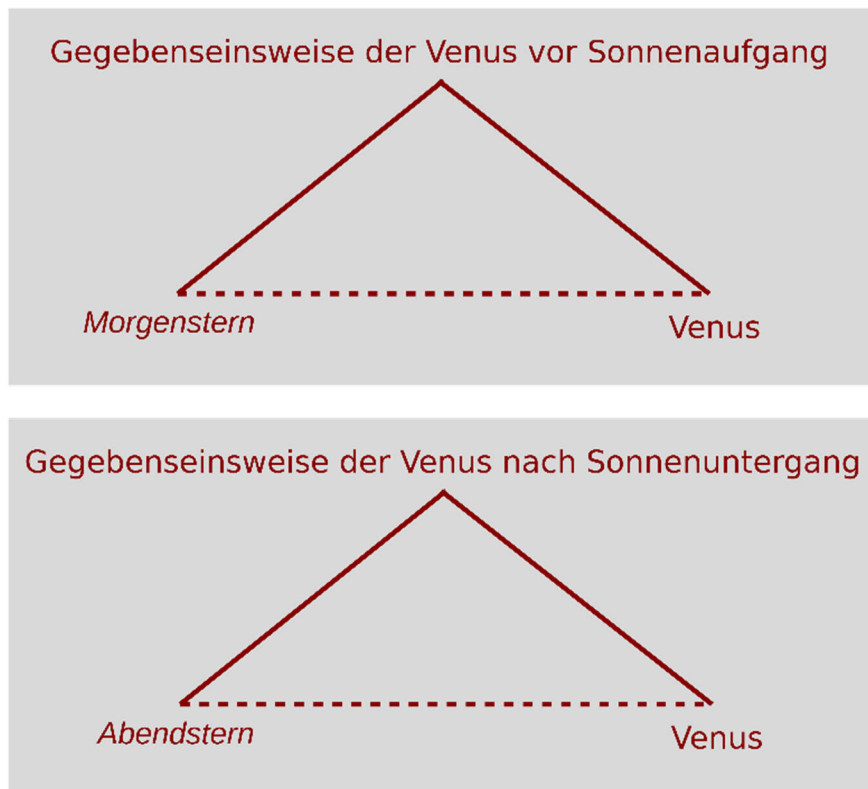 Gegebenseinsweise der Venus vor Sonnenaufgang
Morgenstern
Venus
Gegebenseinsweise der Venus nach Sonnenuntergang
Abendstern
Venus